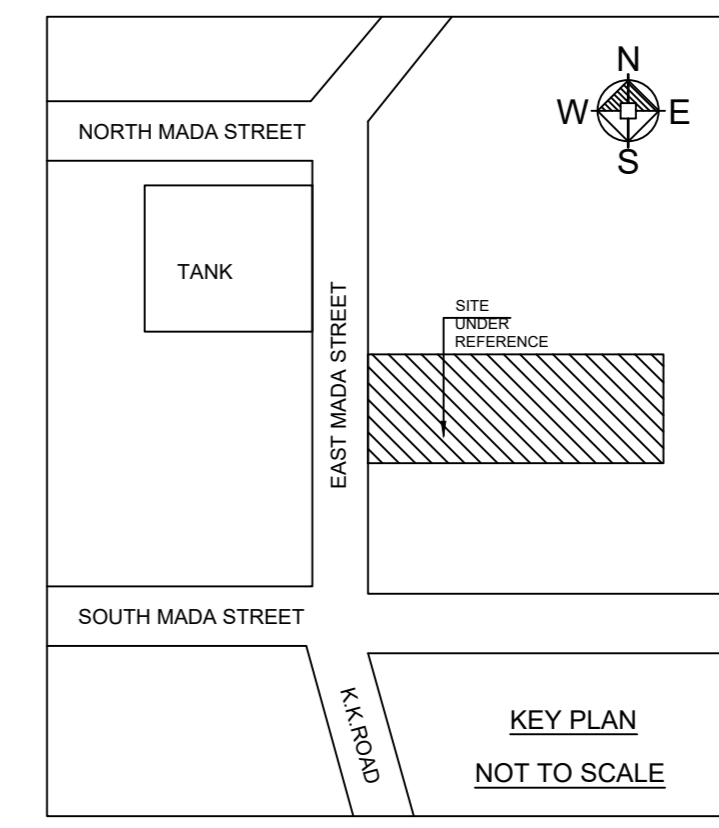 N
W E
S
NORTH MADA STREET
TANK
EAST MADA STREET
SITE
UNDER
REFERENCE
SOUTH MADA STREET
K.K.ROAD
KEY PLAN
NOT TO SCALE